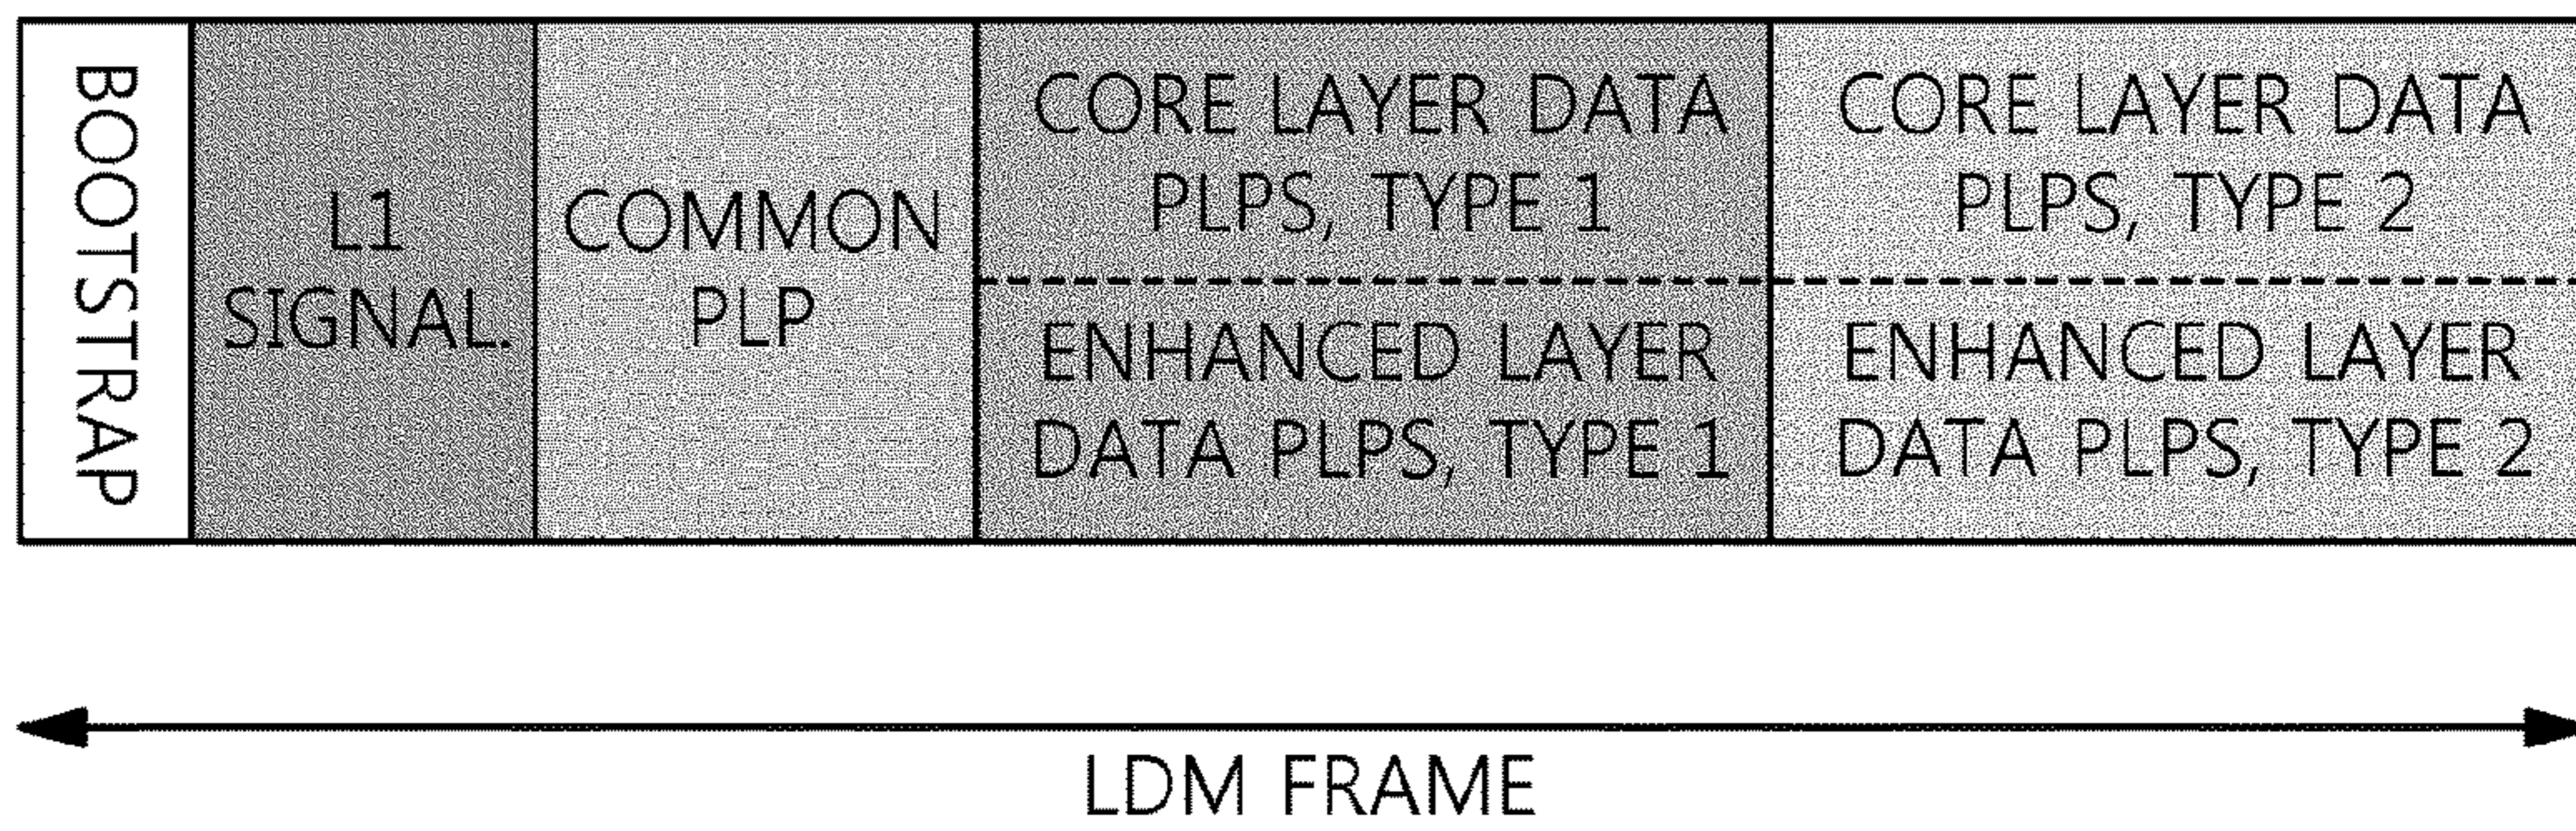 BOOTSTRAP
L1
SIGNAL.
COMMON
PLP
CORE LAYER DATA
PLPS, TYPE 1
ENHANCED LAYER
DATA PLPS, TYPE 1
CORE LAYER DATA
PLPS, TYPE 2
ENHANCED LAYER
DATA PLPS, TYPE 2
LDM FRAME